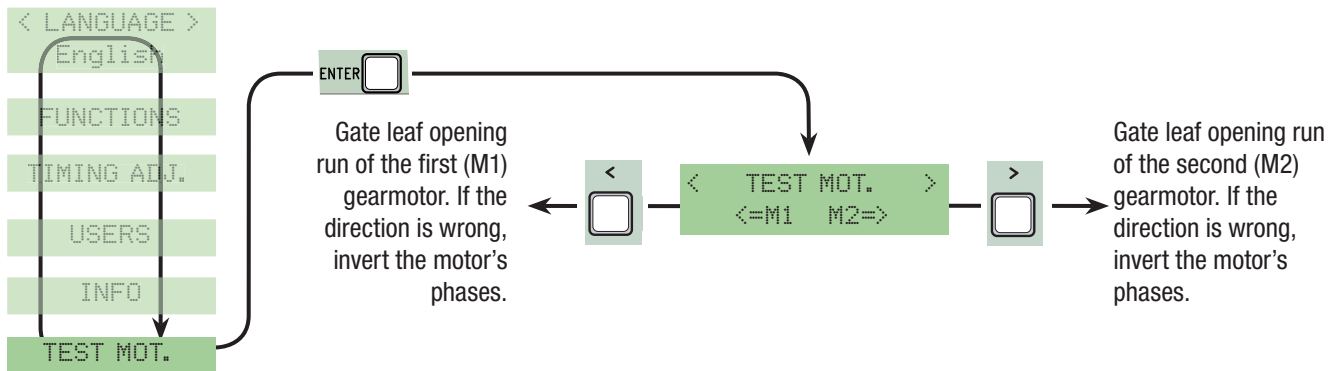 < LANGUAGE >
English
FUNCTIONS
TIMING ADJ.
USERS
INFO
TEST MOT.
ENTER
Gate leaf opening
run of the first (M1)
gearmotor. If the
direction is wrong,
invert the motor's
phases.
<
< TEST MOT. >
<=M1 M2=>
>
Gate leaf opening run
of the second (M2)
gearmotor. If the
direction is wrong,
invert the motor's
phases.